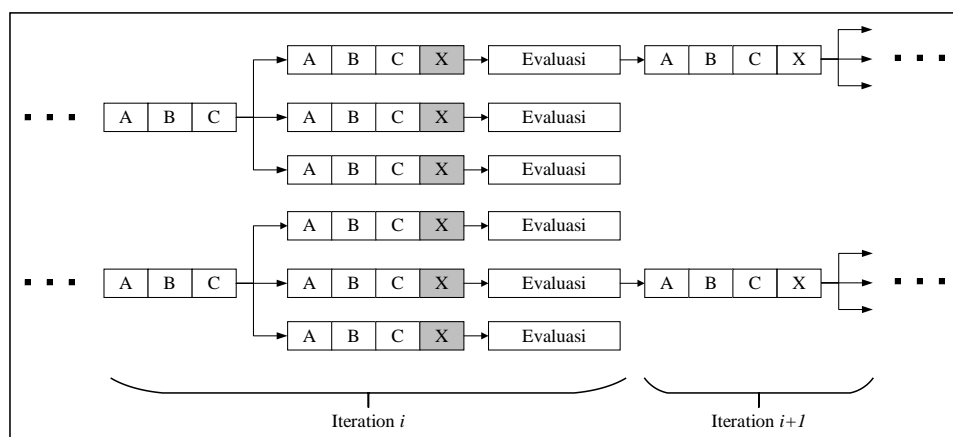 A B C X Evaluasi A B C X
A B C A B C X Evaluasi
A B C X Evaluasi
A B C X Evaluasi
A B C A B C X Evaluasi A B C X
A B C X Evaluasi
Iteration i Iteration i+1